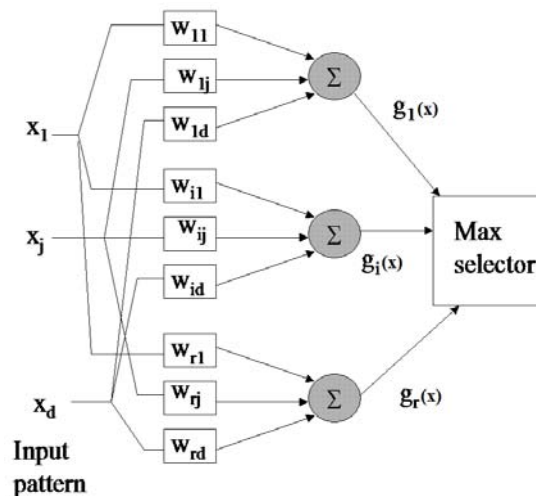 w11
w1j
w1d
Σ
x1
g1(x)
wi1
xj
wij
Σ
Max
selector
wid
gi(x)
wr1
xd
wrj
Σ
gr(x)
wrd
Input
pattern